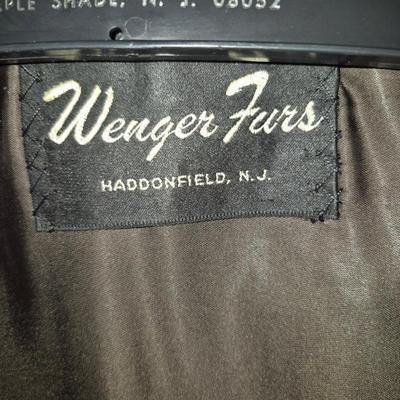 PLE SHADE, N. J. 08052
Wenger Furs
HADDONFIELD, N.J.